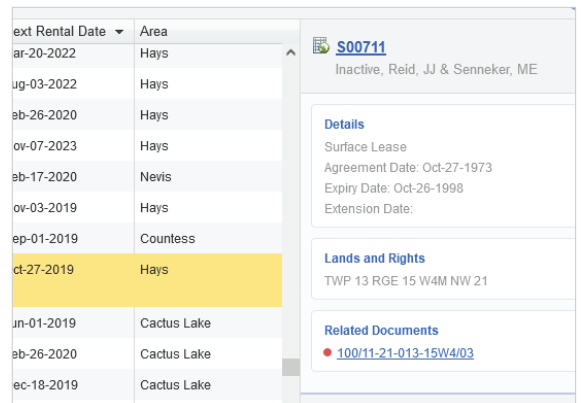 ext Rental Date Area
ar-20-2022 Hays
ug-03-2022 Hays
eb-26-2020 Hays
ov-07-2023 Hays
eb-17-2020 Nevis
ov-03-2019 Hays
ep-01-2019 Countess
ct-27-2019 Hays
un-01-2019 Cactus Lake
eb-26-2020 Cactus Lake
ec-18-2019 Cactus Lake
S00711
Inactive, Reid, JJ & Senneker, ME
Details
Surface Lease
Agreement Date: Oct-27-1973
Expiry Date: Oct-26-1998
Extension Date:
Lands and Rights
TWP 13 RGE 15 W4M NW 21
Related Documents
100/11-21-013-15W4/03